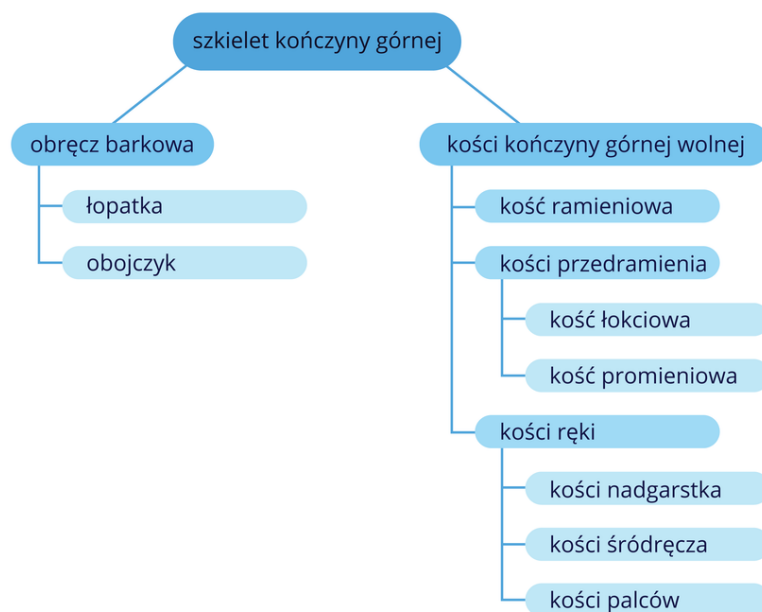 szkielet kończyny górnej
obręcz barkowa
łopatka
obojczyk
kości kończyny górnej wolnej
kość ramieniowa
kości przedramienia
kość łokciowa
kość promieniowa
kości ręki
kości nadgarstka
kości śródręcza
kości palców